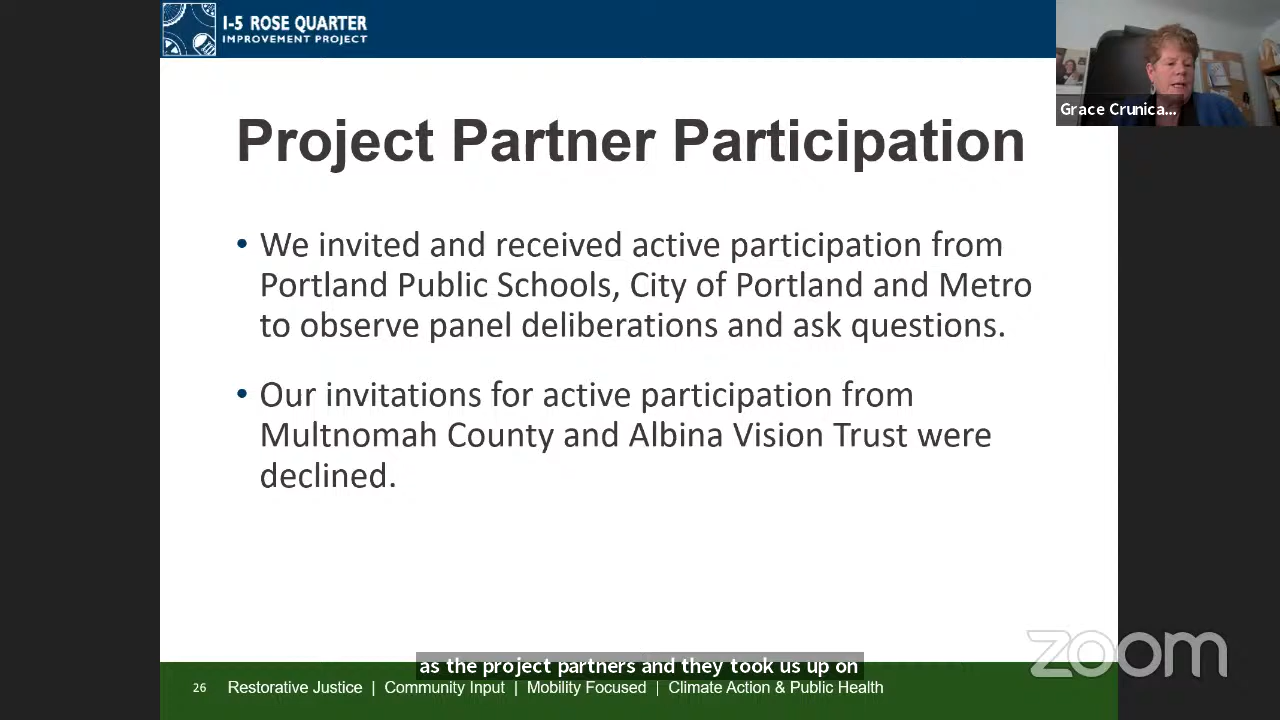 I-5 ROSE QUARTER
IMPROVEMENT PROJECT
Grace Crunica...
Project Partner Participation
• We invited and received active participation from
Portland Public Schools, City of Portland and Metro
to observe panel deliberations and ask questions.
• Our invitations for active participation from
Multnomah County and Albina Vision Trust were
declined.
zoom
as the project partners and they took us up on
26 Restorative Justice | Community Input | Mobility Focused | Climate Action & Public Health